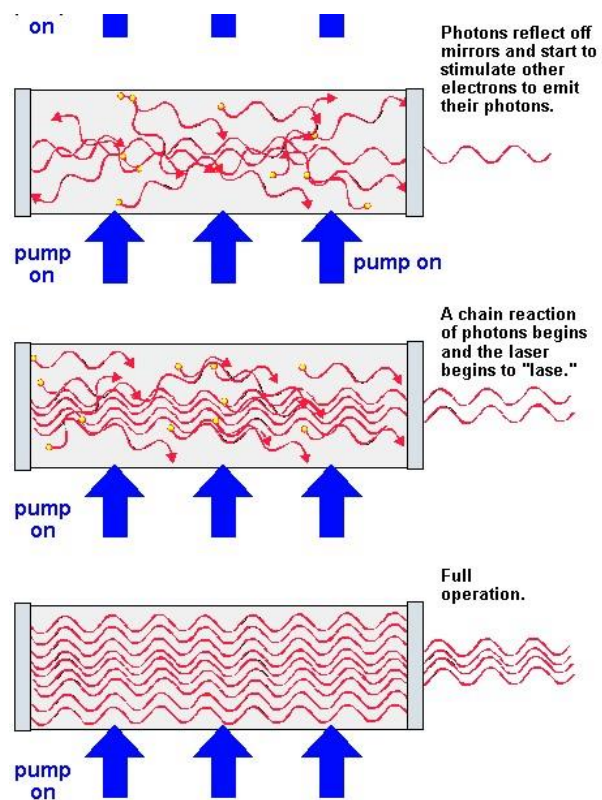 on
Photons reflect off
mirrors and start to
stimulate other
electrons to emit
their photons.
pump
on
pump on
A chain reaction
of photons begins
and the laser
begins to "lase."
pump
on
Full
operation.
pump
on